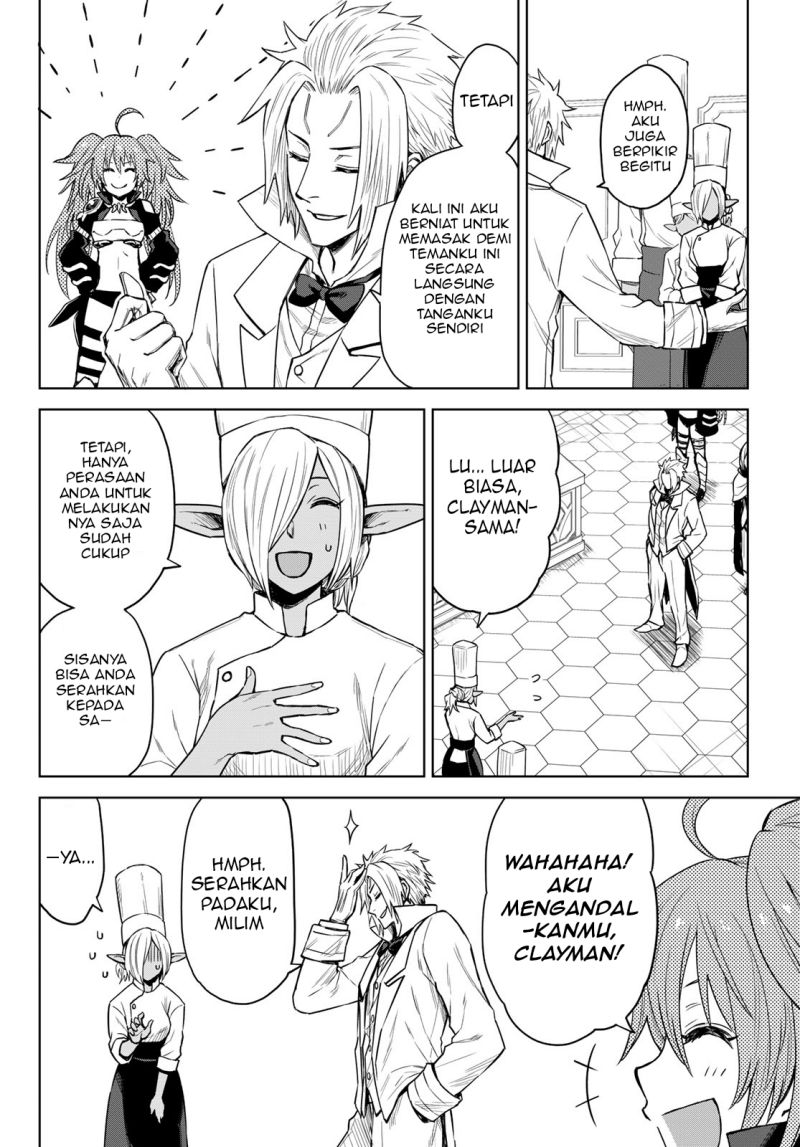 HMPH.
AKU
JUGA
BERPIKIR
BEGITU
TETAPI
KALI INI AKU
BERNIAT UNTUK
MEMASAK DEMI
TEMANKU INI
SECARA
LANGSUNG
DENGAN
TANGANKU
SENDIRI
LU... LUAR
BIASA,
CLAYMAN-
SAMA!
TETAPI,
HANYA
PERASAAN
ANDA UNTUK
MELAKUKAN
NYA SAJA
SUDAH
CUKUP
SISANYA
BISA ANDA
SERAHKAN
KEPADA
SA—
WAHAHAHA!
AKU
MENGANDAL
-KANMU,
CLAYMAN!
HMPH.
SERAHKAN
PADAKU,
MILIM
—YA...